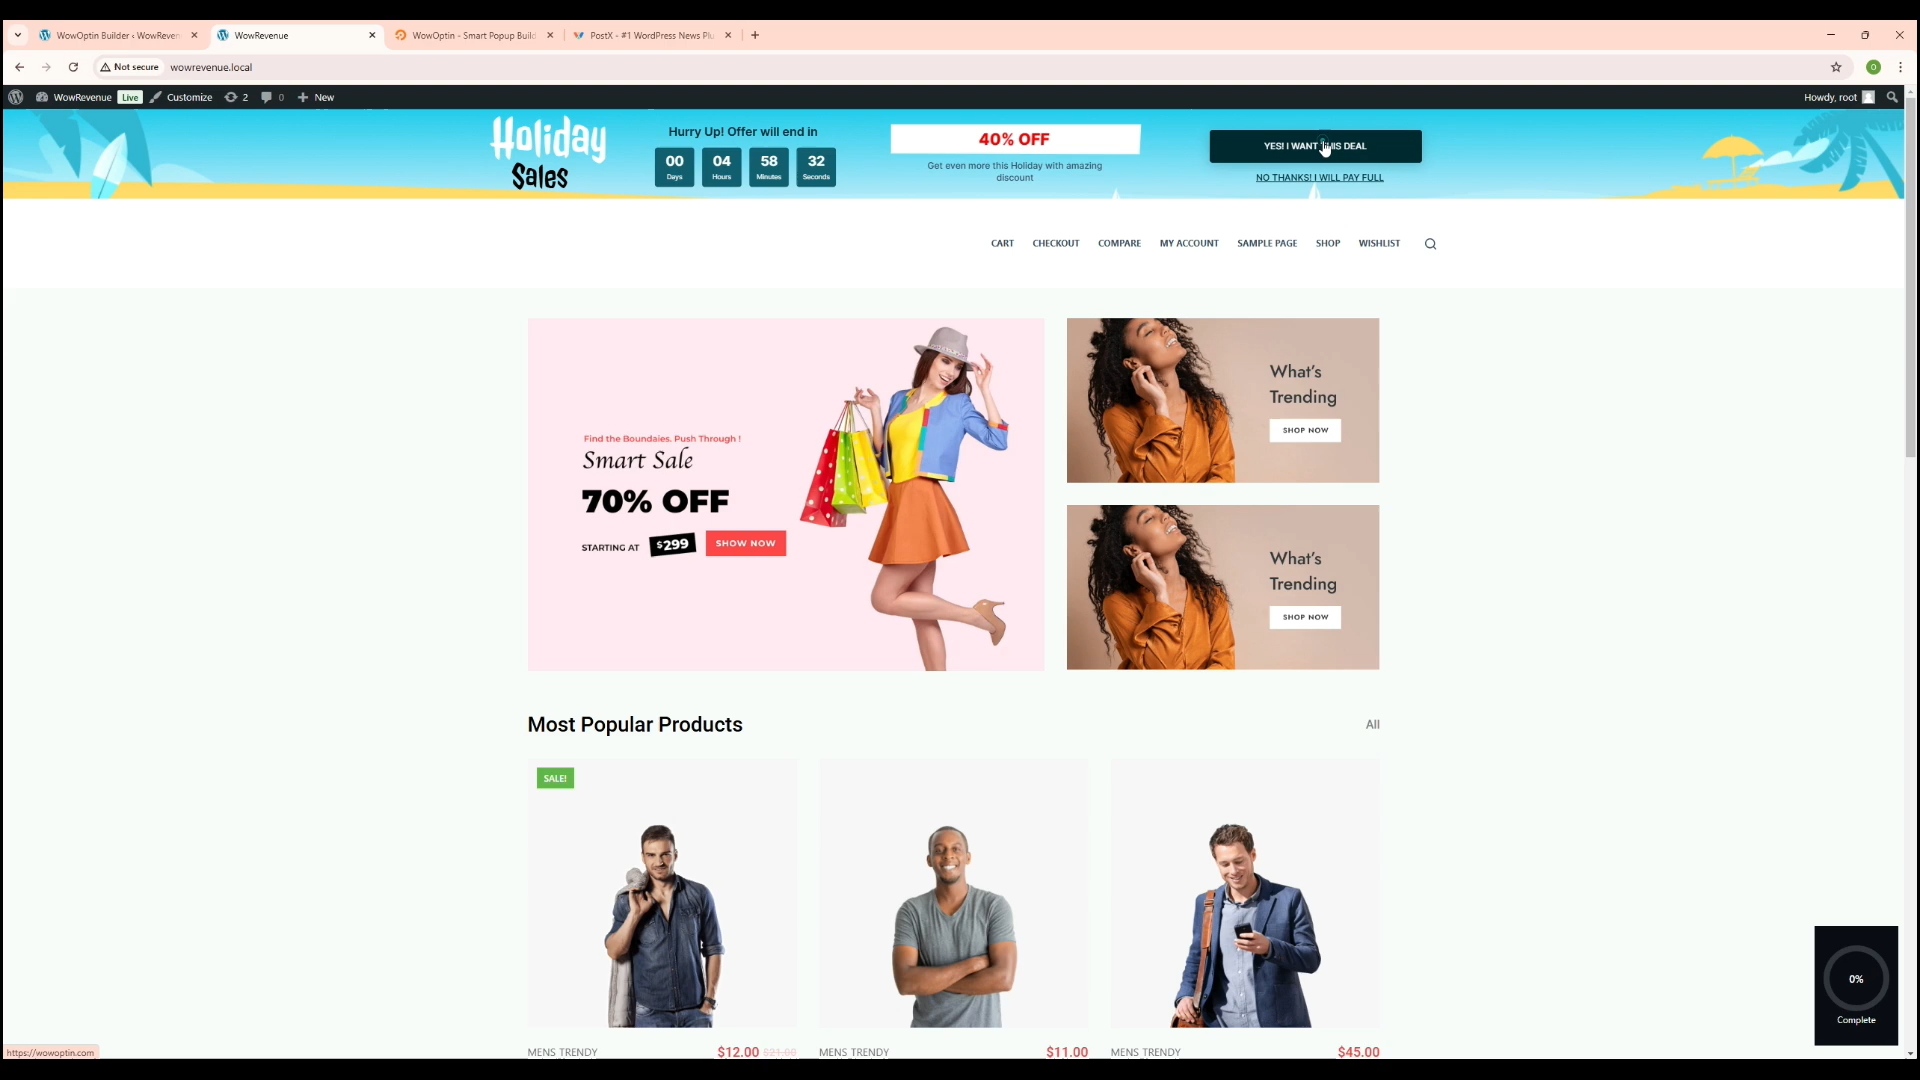 WowOptin Builder ‹ WowReven
WowRevenue
WowOptin - Smart Popup Build
PostX - #1 WordPress News Plu
Not secure
wowrevenue.local
O
WowRevenue
Live
Customize
2
0
New
Howdy, root
Holiday
Sales
Hurry Up! Offer will end in
00 04 58 32
Days Hours Minutes Seconds
40% OFF
Get even more this Holiday with amazing
discount
YES! I WANT THIS DEAL
NO THANKS! I WILL PAY FULL
CART CHECKOUT COMPARE MY ACCOUNT SAMPLE PAGE SHOP WISHLIST
Find the Boundaies. Push Through !
Smart Sale
70% OFF
STARTING AT $299 SHOW NOW
What's
Trending
SHOP NOW
What's
Trending
SHOP NOW
Most Popular Products
All
SALE!
MENS TRENDY $12.00 $21.00
MENS TRENDY $11.00
MENS TRENDY $45.00
0%
Complete
https://wowoptin.com